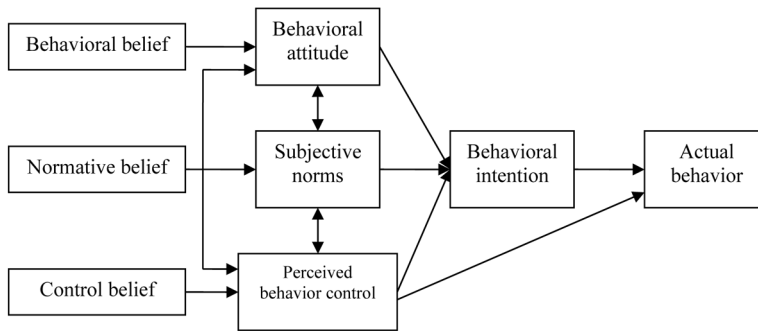 Behavioral belief
Behavioral
attitude
Normative belief
Subjective
norms
Behavioral
intention
Actual
behavior
Control belief
Perceived
behavior control